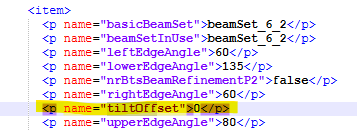 <item>
<p name="basicBeamSet">beamSet_6_2</p>
<p name="beamSetInUse">beamSet_6_2</p>
<p name="leftEdgeAngle">60</p>
<p name="lowerEdgeAngle">135</p>
<p name="nrBtsBeamRefinementP2">false</p>
<p name="rightEdgeAngle">60</p>
<p name="tiltOffset">0</p>
<p name="upperEdgeAngle">80</p>